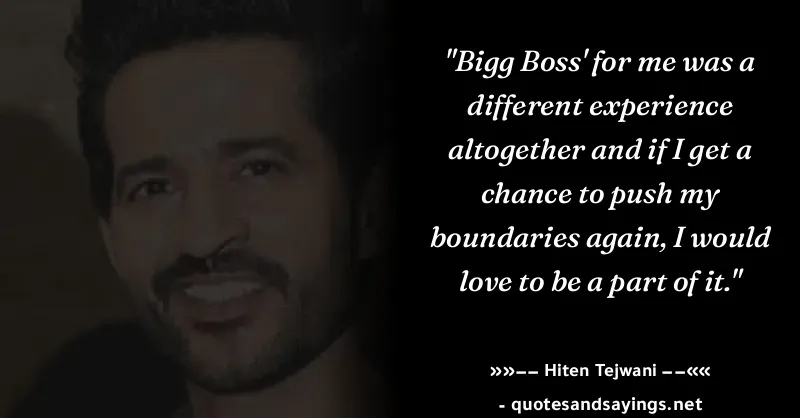 "Bigg Boss' for me was a
different experience
altogether and if I get a
chance to push my
boundaries again, I would
love to be a part of it."
»»–– Hiten Tejwani ––««
- quotesandsayings.net